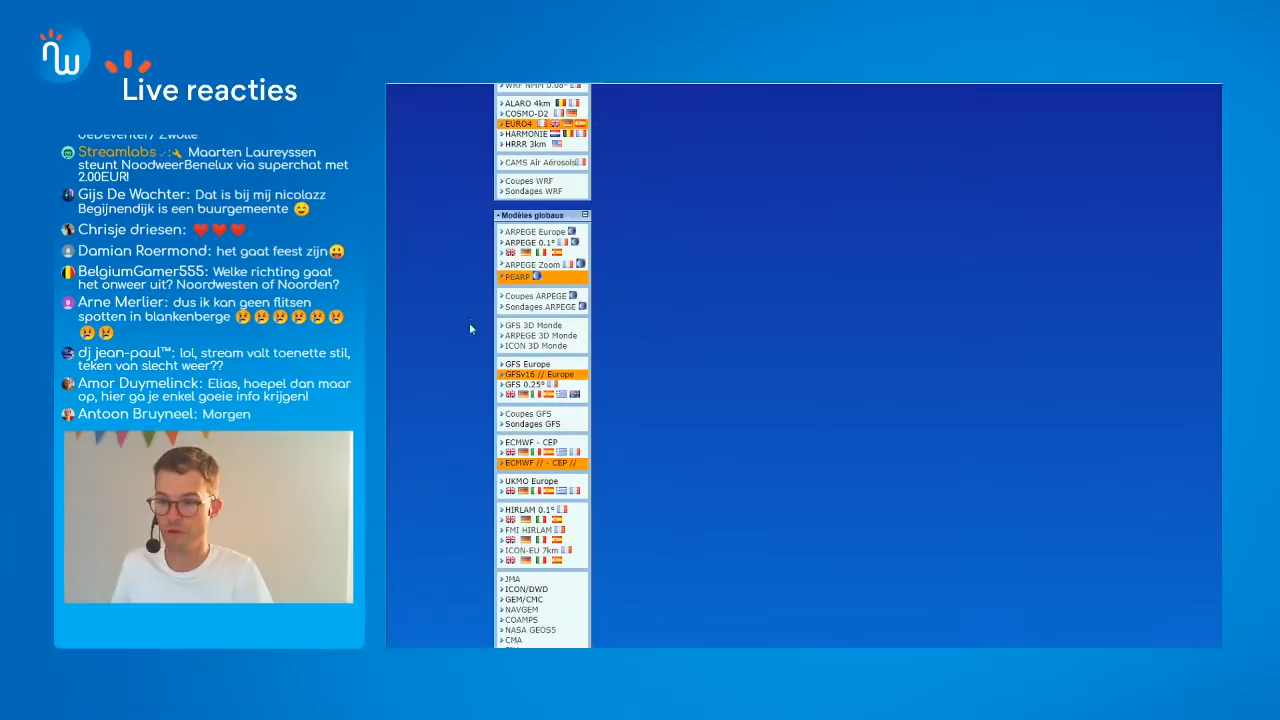 nw
Live reacties
Streamlabs Maarten Laureyssen
steunt NoodweerBenelux via superchat met
2.00EUR!
Gijs De Wachter: Dat is bij mij nicolazz
Begijnendijk is een buurgemeente 😊
Chrisje driesen: ❤️❤️❤️
Damian Roermond: het gaat feest zijn😛
BelgiumGamer555: Welke richting gaat
het onweer uit? Noordwesten of Noorden?
Arne Merlier: dus ik kan geen flitsen
spotten in blankenberge 😢😢😢😢😢😢
😢😢
dj jean-paul™: lol, stream valt toenette stil,
teken van slecht weer??
Amor Duymelinck: Elias, hoepel dan maar
op, hier ga je enkel goeie info krijgen!
Antoon Bruyneel: Morgen
WRF NMM 0.08°
ALARO 4km
COSMO-D2
EURO4
HARMONIE
HRRR 3km
CAMS Air Aérosols
Coupes WRF
Sondages WRF
Modèles globaux
ARPEGE Europe
ARPEGE 0.1°
ARPEGE Zoom
PEARP
Coupes ARPEGE
Sondages ARPEGE
GFS 3D Monde
ARPEGE 3D Monde
ICON 3D Monde
GFS Europe
GFSv16 // Europe
GFS 0.25°
Coupes GFS
Sondages GFS
ECMWF - CEP
ECMWF // - CEP //
UKMO Europe
HIRLAM 0.1°
FMI HIRLAM
ICON-EU 7km
JMA
ICON/DWD
GEM/CMC
NAVGEM
COAMPS
NASA GEOS5
CMA